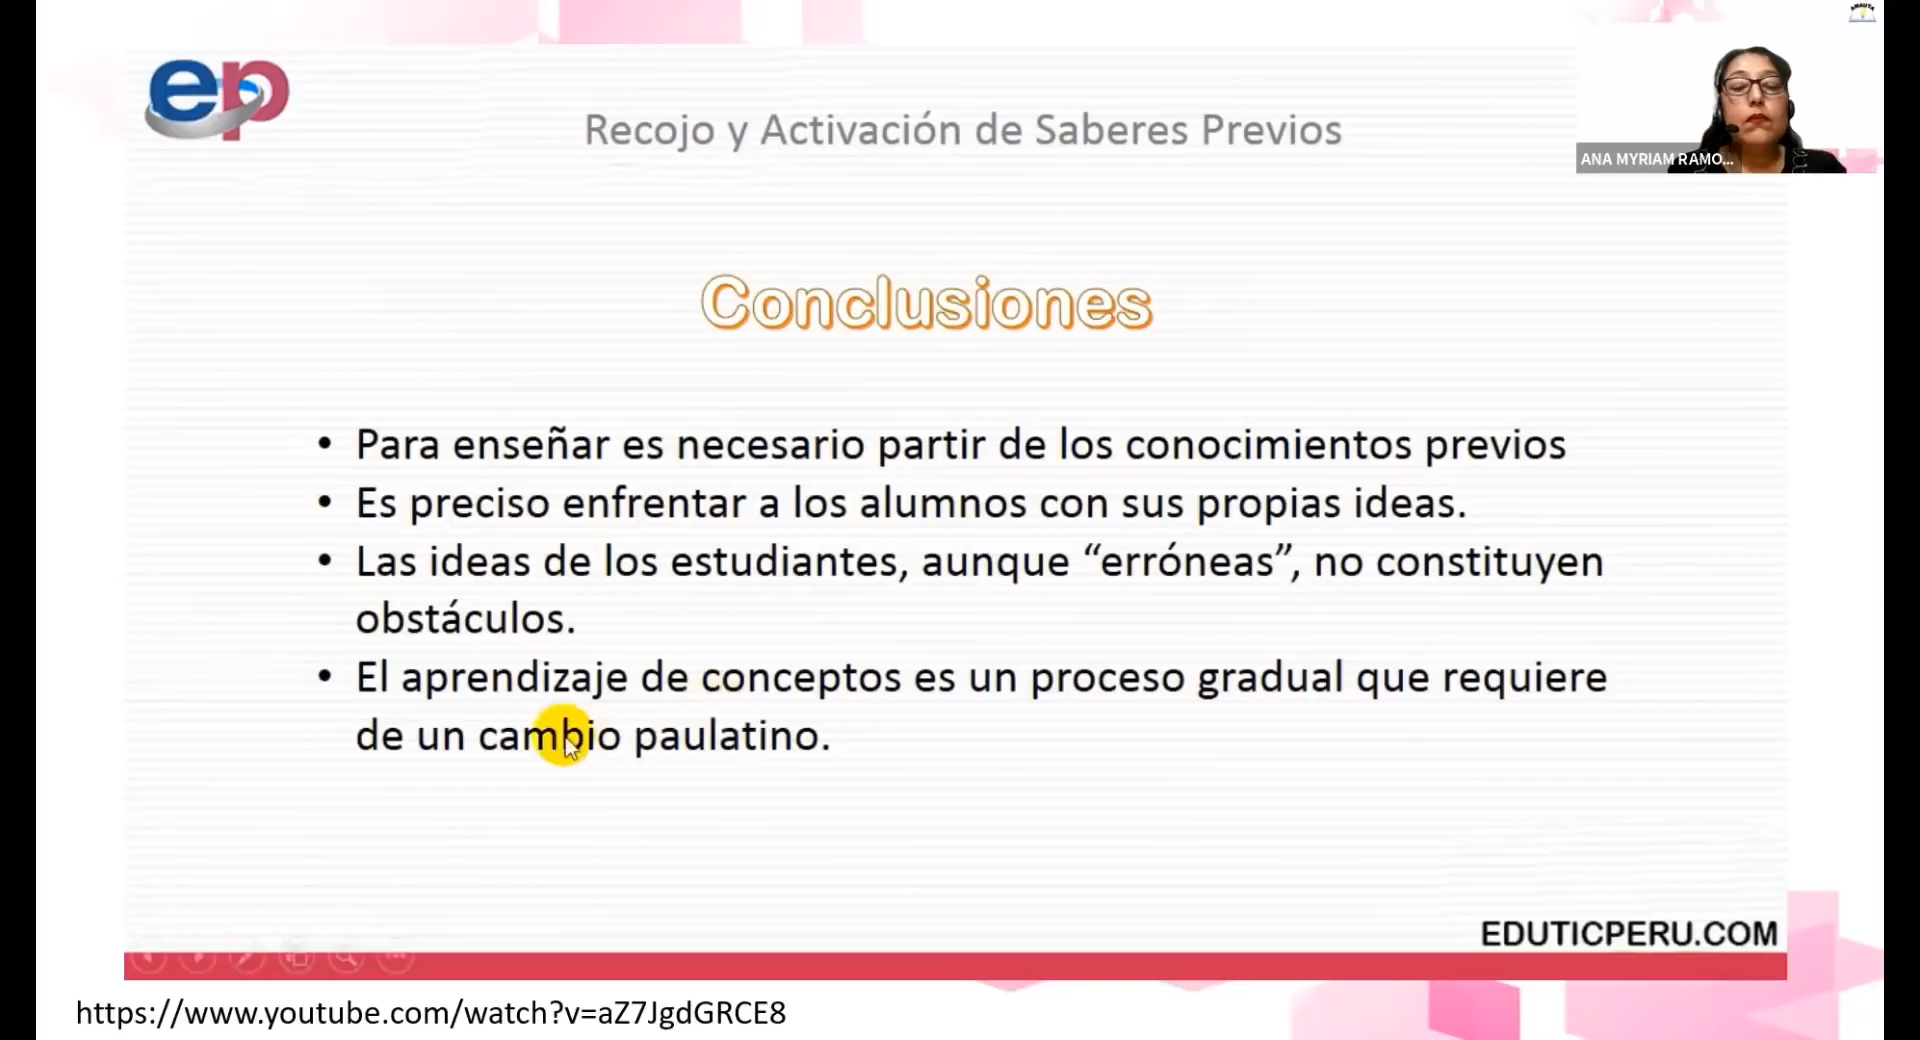 AMAUTA
ep
Recojo y Activación de Saberes Previos
ANA MYRIAM RAMO...
Conclusiones
• Para enseñar es necesario partir de los conocimientos previos
• Es preciso enfrentar a los alumnos con sus propias ideas.
• Las ideas de los estudiantes, aunque “erróneas”, no constituyen
obstáculos.
• El aprendizaje de conceptos es un proceso gradual que requiere
de un cambio paulatino.
EDUTICPERU.COM
https://www.youtube.com/watch?v=aZ7JgdGRCE8